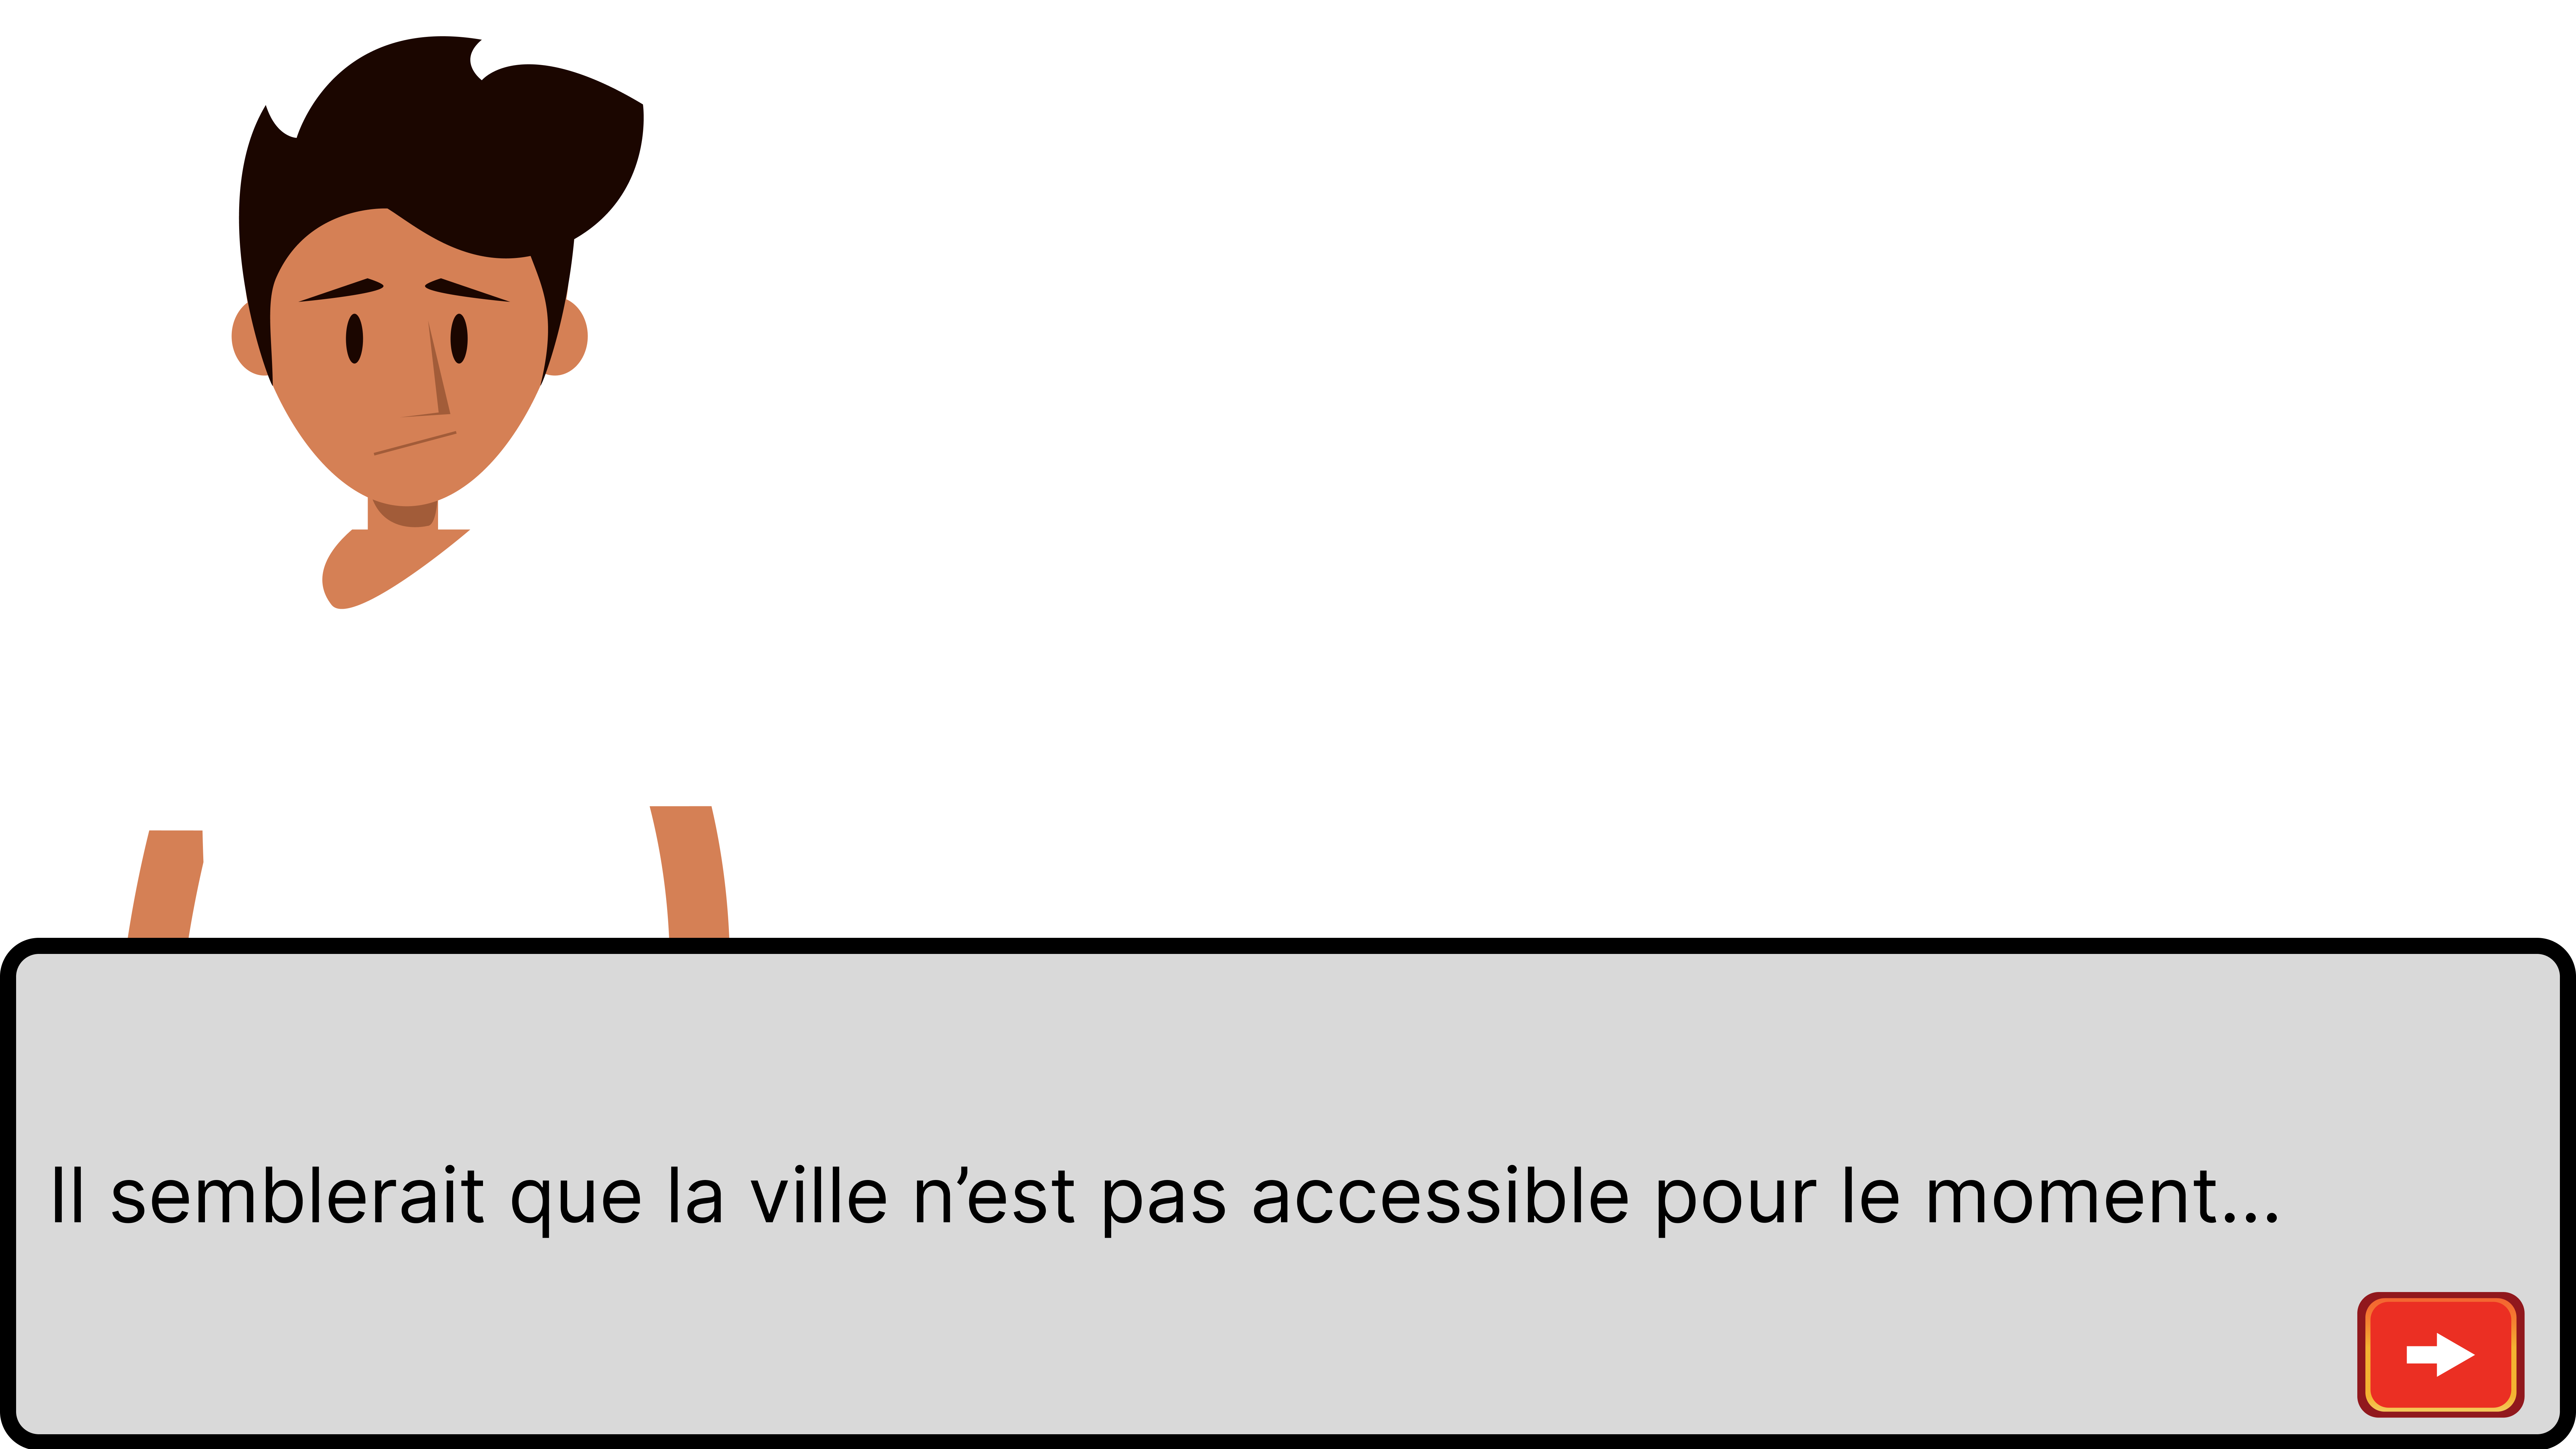 Il semblerait que la ville n’est pas accessible pour le moment...